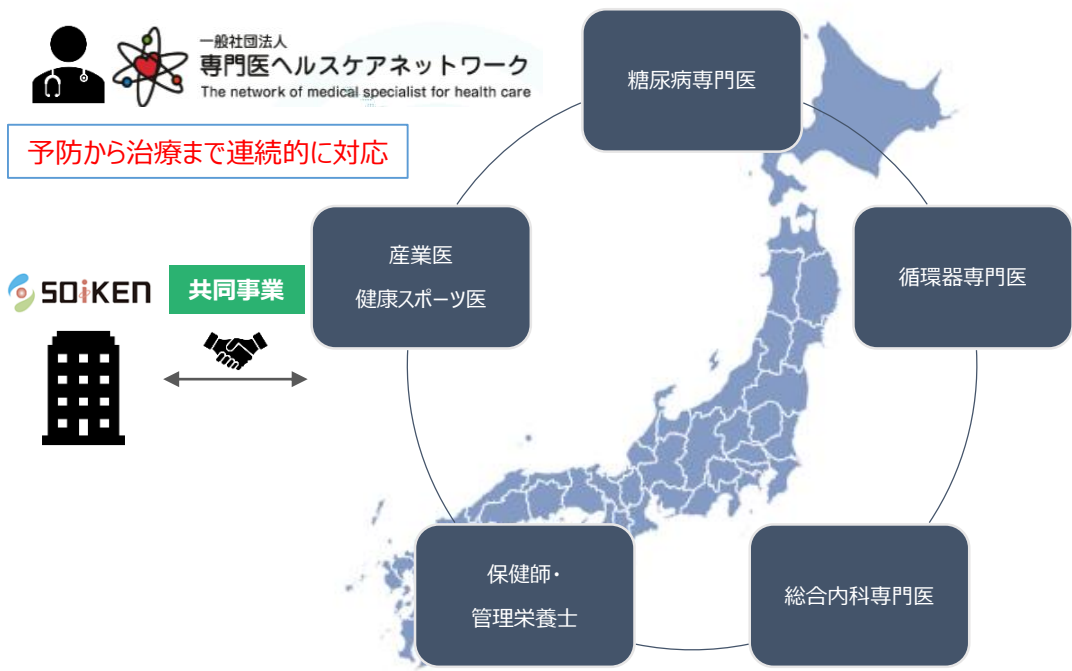 一般社団法人
専門医ヘルスケアネットワーク
The network of medical specialist for health care
予防から治療まで連続的に対応
糖尿病専門医
産業医
健康スポーツ医
循環器専門医
SOiKEN
共同事業
保健師・
管理栄養士
総合内科専門医